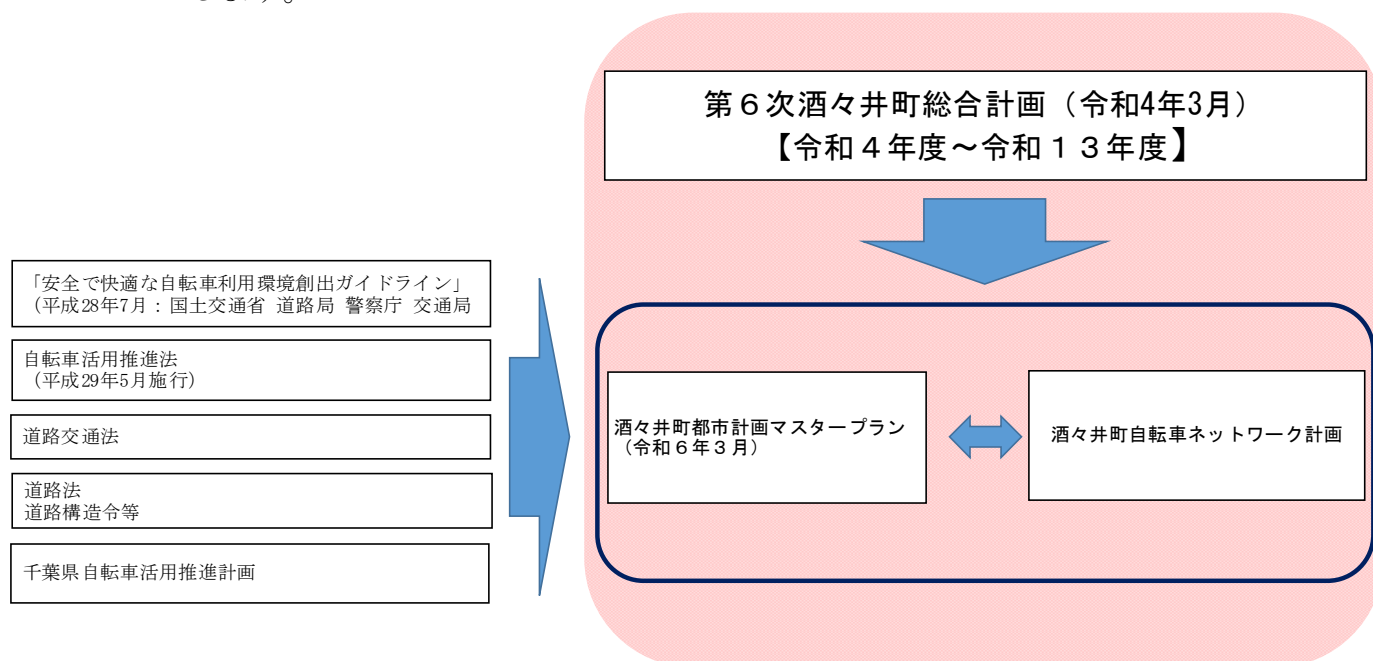 します。
第６次酒々井町総合計画（令和4年3月）
【令和４年度～令和１３年度】
「安全で快適な自転車利用環境創出ガイドライン」
（平成28年7月：国土交通省 道路局 警察庁 交通局
自転車活用推進法
（平成29年5月施行）
道路交通法
道路法
道路構造令等
千葉県自転車活用推進計画
酒々井町都市計画マスタープラン
（令和６年３月）
酒々井町自転車ネットワーク計画